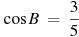 cos B = 3/5